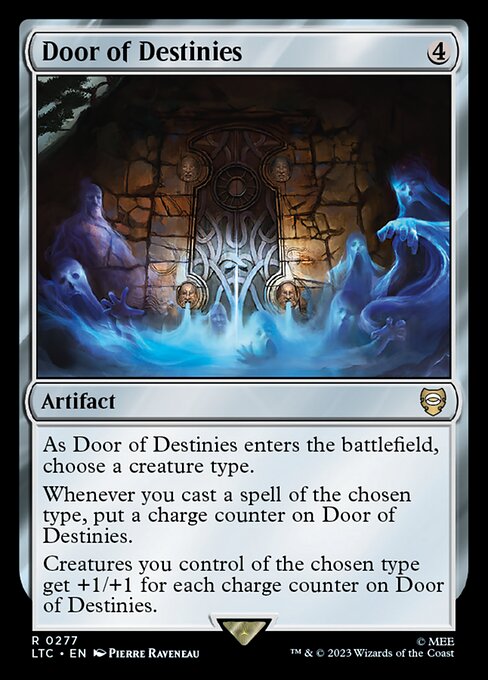 Door of Destinies 4
Artifact
As Door of Destinies enters the battlefield,
choose a creature type.
Whenever you cast a spell of the chosen
type, put a charge counter on Door of
Destinies.
Creatures you control of the chosen type
get +1/+1 for each charge counter on Door
of Destinies.
R 0277 © MEE
LTC • EN Pierre Raveneau ™ & © 2023 Wizards of the Coast